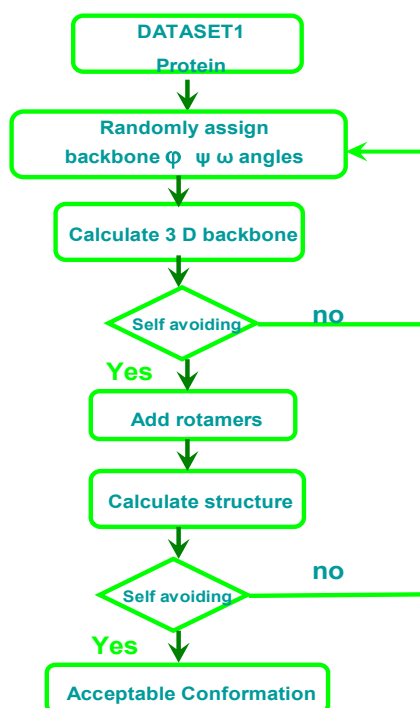 DATASET1
Protein
Randomly assign
backbone φ ψ ω angles
Calculate 3 D backbone
Self avoiding
no
Yes
Add rotamers
Calculate structure
no
Self avoiding
Yes
Acceptable Conformation